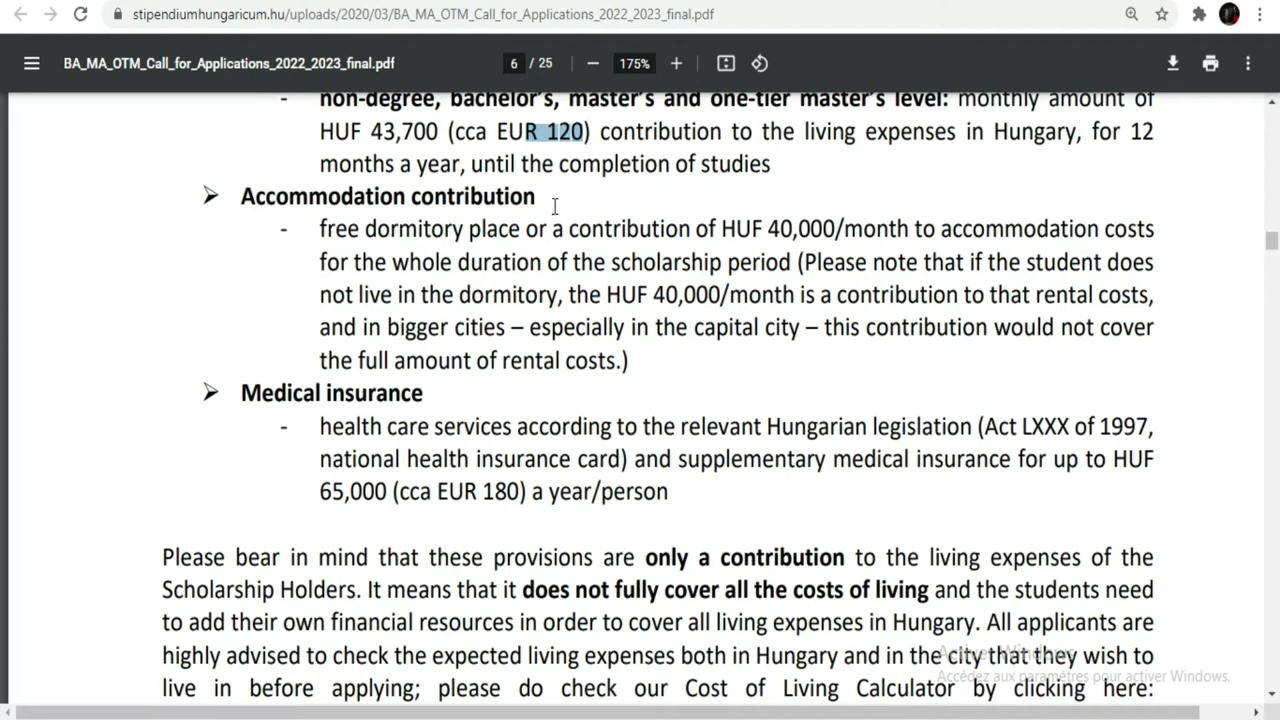 stipendiumhungaricum.hu/uploads/2020/03/BA_MA_OTM_Call_for_Applications_2022_2023_final.pdf
BA_MA_OTM_Call_for_Applications_2022_2023_final.pdf 6 / 25 175%
- non-degree, bachelor's, master's and one-tier master's level: monthly amount of
HUF 43,700 (cca EUR 120) contribution to the living expenses in Hungary, for 12
months a year, until the completion of studies
Accommodation contribution
- free dormitory place or a contribution of HUF 40,000/month to accommodation costs
for the whole duration of the scholarship period (Please note that if the student does
not live in the dormitory, the HUF 40,000/month is a contribution to that rental costs,
and in bigger cities – especially in the capital city – this contribution would not cover
the full amount of rental costs.)
Medical insurance
- health care services according to the relevant Hungarian legislation (Act LXXX of 1997,
national health insurance card) and supplementary medical insurance for up to HUF
65,000 (cca EUR 180) a year/person
Please bear in mind that these provisions are only a contribution to the living expenses of the
Scholarship Holders. It means that it does not fully cover all the costs of living and the students need
to add their own financial resources in order to cover all living expenses in Hungary. All applicants are
highly advised to check the expected living expenses both in Hungary and in the city that they wish to
live in before applying; please do check our Cost of Living Calculator by clicking here:
Activer Windows
Accédez aux paramètres pour activer Windows.